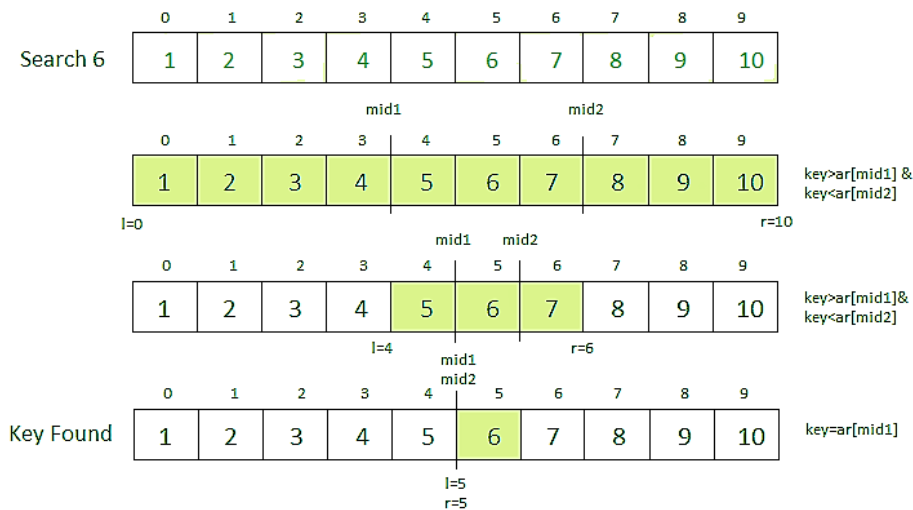 0 1 2 3 4 5 6 7 8 9
Search 6 1 2 3 4 5 6 7 8 9 10
mid1 mid2
0 1 2 3 4 5 6 7 8 9
1 2 3 4 5 6 7 8 9 10
key>ar[mid1] &
key<ar[mid2]
l=0 r=10
mid1 mid2
0 1 2 3 4 5 6 7 8 9
1 2 3 4 5 6 7 8 9 10
key>ar[mid1]&
key<ar[mid2]
l=4 r=6
mid1
mid2
0 1 2 3 4 5 6 7 8 9
Key Found 1 2 3 4 5 6 7 8 9 10 key=ar[mid1]
l=5
r=5